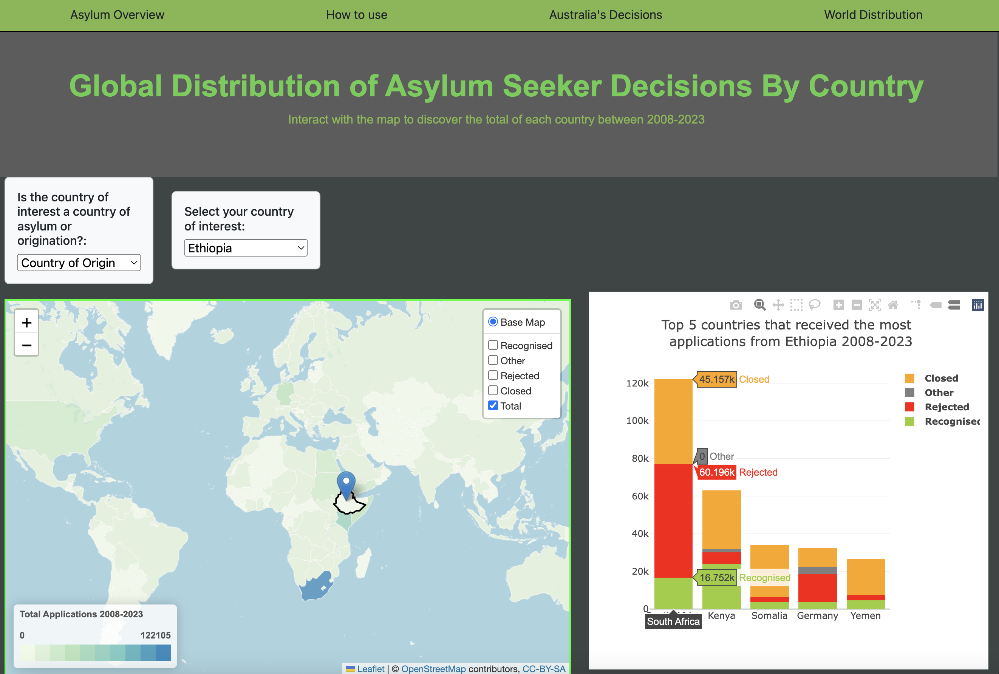 Asylum Overview
How to use
Australia's Decisions
World Distribution
Global Distribution of Asylum Seeker Decisions By Country
Interact with the map to discover the total of each country between 2008-2023
Is the country of
interest a country of
asylum or
origination?:
Country of Origin
Select your country
of interest:
Ethiopia
+
−
Base Map
Recognised
Other
Rejected
Closed
Total
Total Applications 2008-2023
0 122105
Leaflet | © OpenStreetMap contributors, CC-BY-SA
Top 5 countries that received the most
applications from Ethiopia 2008-2023
120k
100k
80k
60k
40k
20k
0
45.157k Closed
0 Other
60.196k Rejected
16.752k Recognised
South Africa
Kenya
Somalia
Germany
Yemen
Closed
Other
Rejected
Recognised